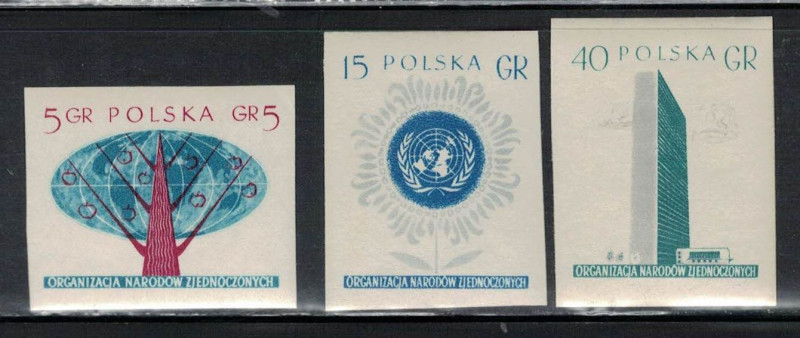 5 GR POLSKA GR 5
ORGANIZACJA NARODÓW ZJEDNOCZONYCH
15 POLSKA GR
ORGANIZACJA NARODÓW ZJEDNOCZONYCH
40 POLSKA GR
ORGANIZACJA NARODÓW ZJEDNOCZONYCH